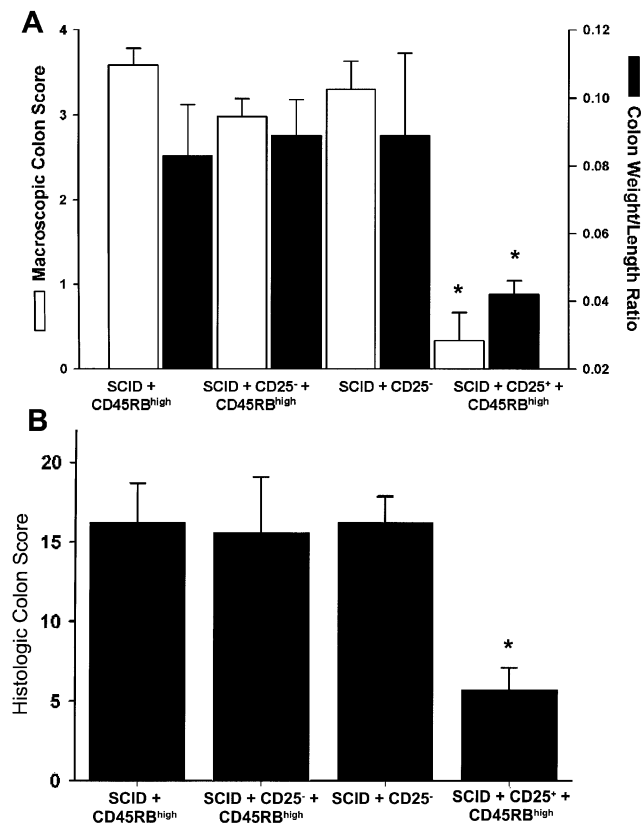 A
Macroscopic Colon Score
4
3
2
1
0
0.12
0.10
0.08
0.06
0.04
0.02
Colon Weight/Length Ratio
*
*
SCID +
CD45RBhigh
SCID + CD25- +
CD45RBhigh
SCID + CD25-
SCID + CD25+ +
CD45RBhigh
B
Histologic Colon Score
20
15
10
5
0
*
SCID +
CD45RBhigh
SCID + CD25- +
CD45RBhigh
SCID + CD25-
SCID + CD25+ +
CD45RBhigh